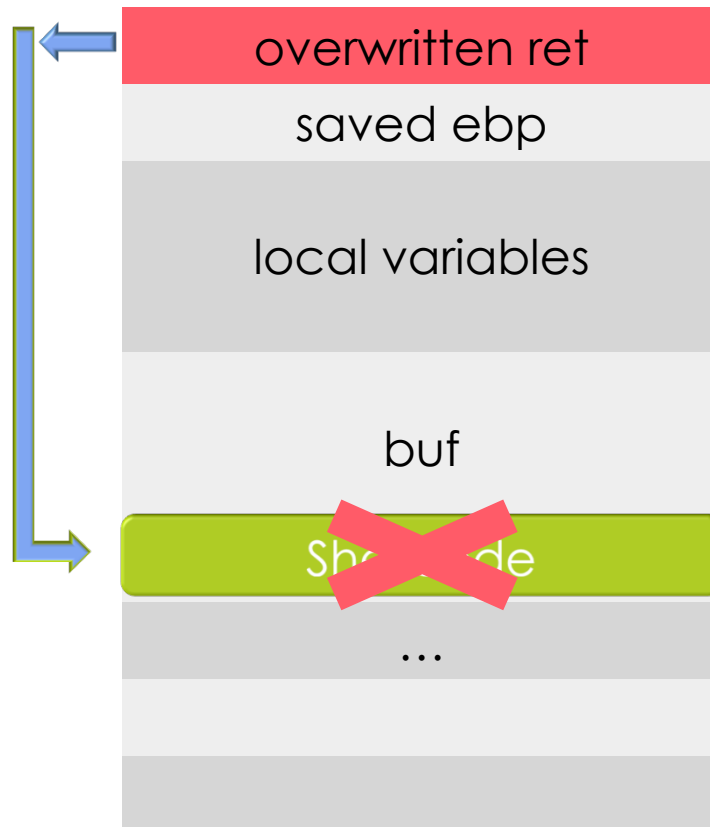 overwritten ret
saved ebp
local variables
buf
...